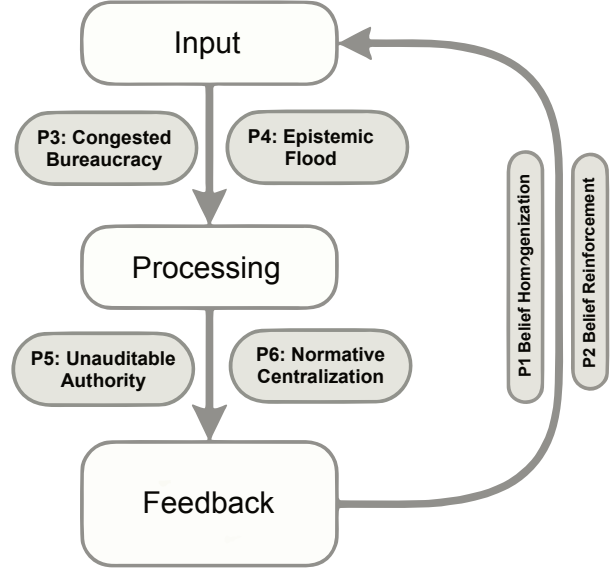 Input
P3: Congested
Bureaucracy
P4: Epistemic
Flood
Processing
P5: Unauditable
Authority
P6: Normative
Centralization
Feedback
P1 Belief Homogenization
P2 Belief Reinforcement